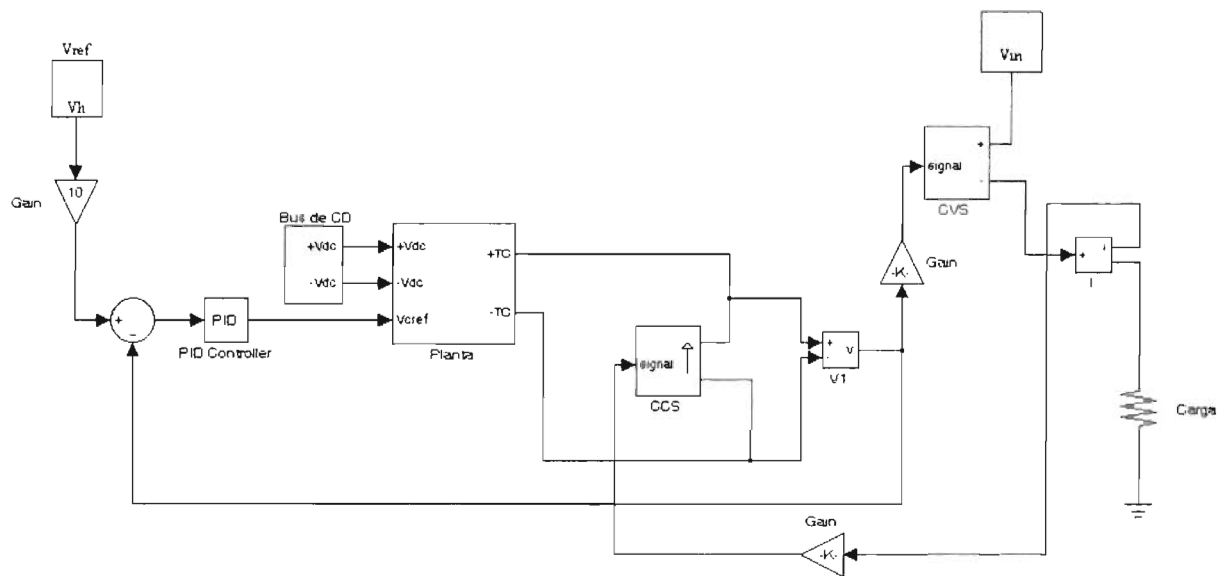 Vref
Vh
Gain
10
Bus de CD
+Vdc
-Vdc
+Vdc
-Vdc
Vcref
+TC
-TC
Planta
+
-
PID
PID Controller
signal
CCS
+
-
v
V1
-K-
Gain
signal
+
-
CVS
Vin
+
i
I
Carga
Gain
-K-